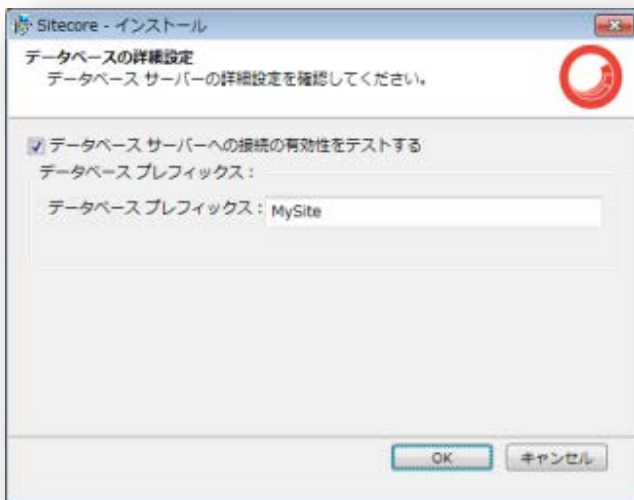 Sitecore - インストール
データベースの詳細設定
データベース サーバーの詳細設定を確認してください。
データベース サーバーへの接続の有効性をテストする
データベース プレフィックス：
データベース プレフィックス： MySite
OK キャンセル